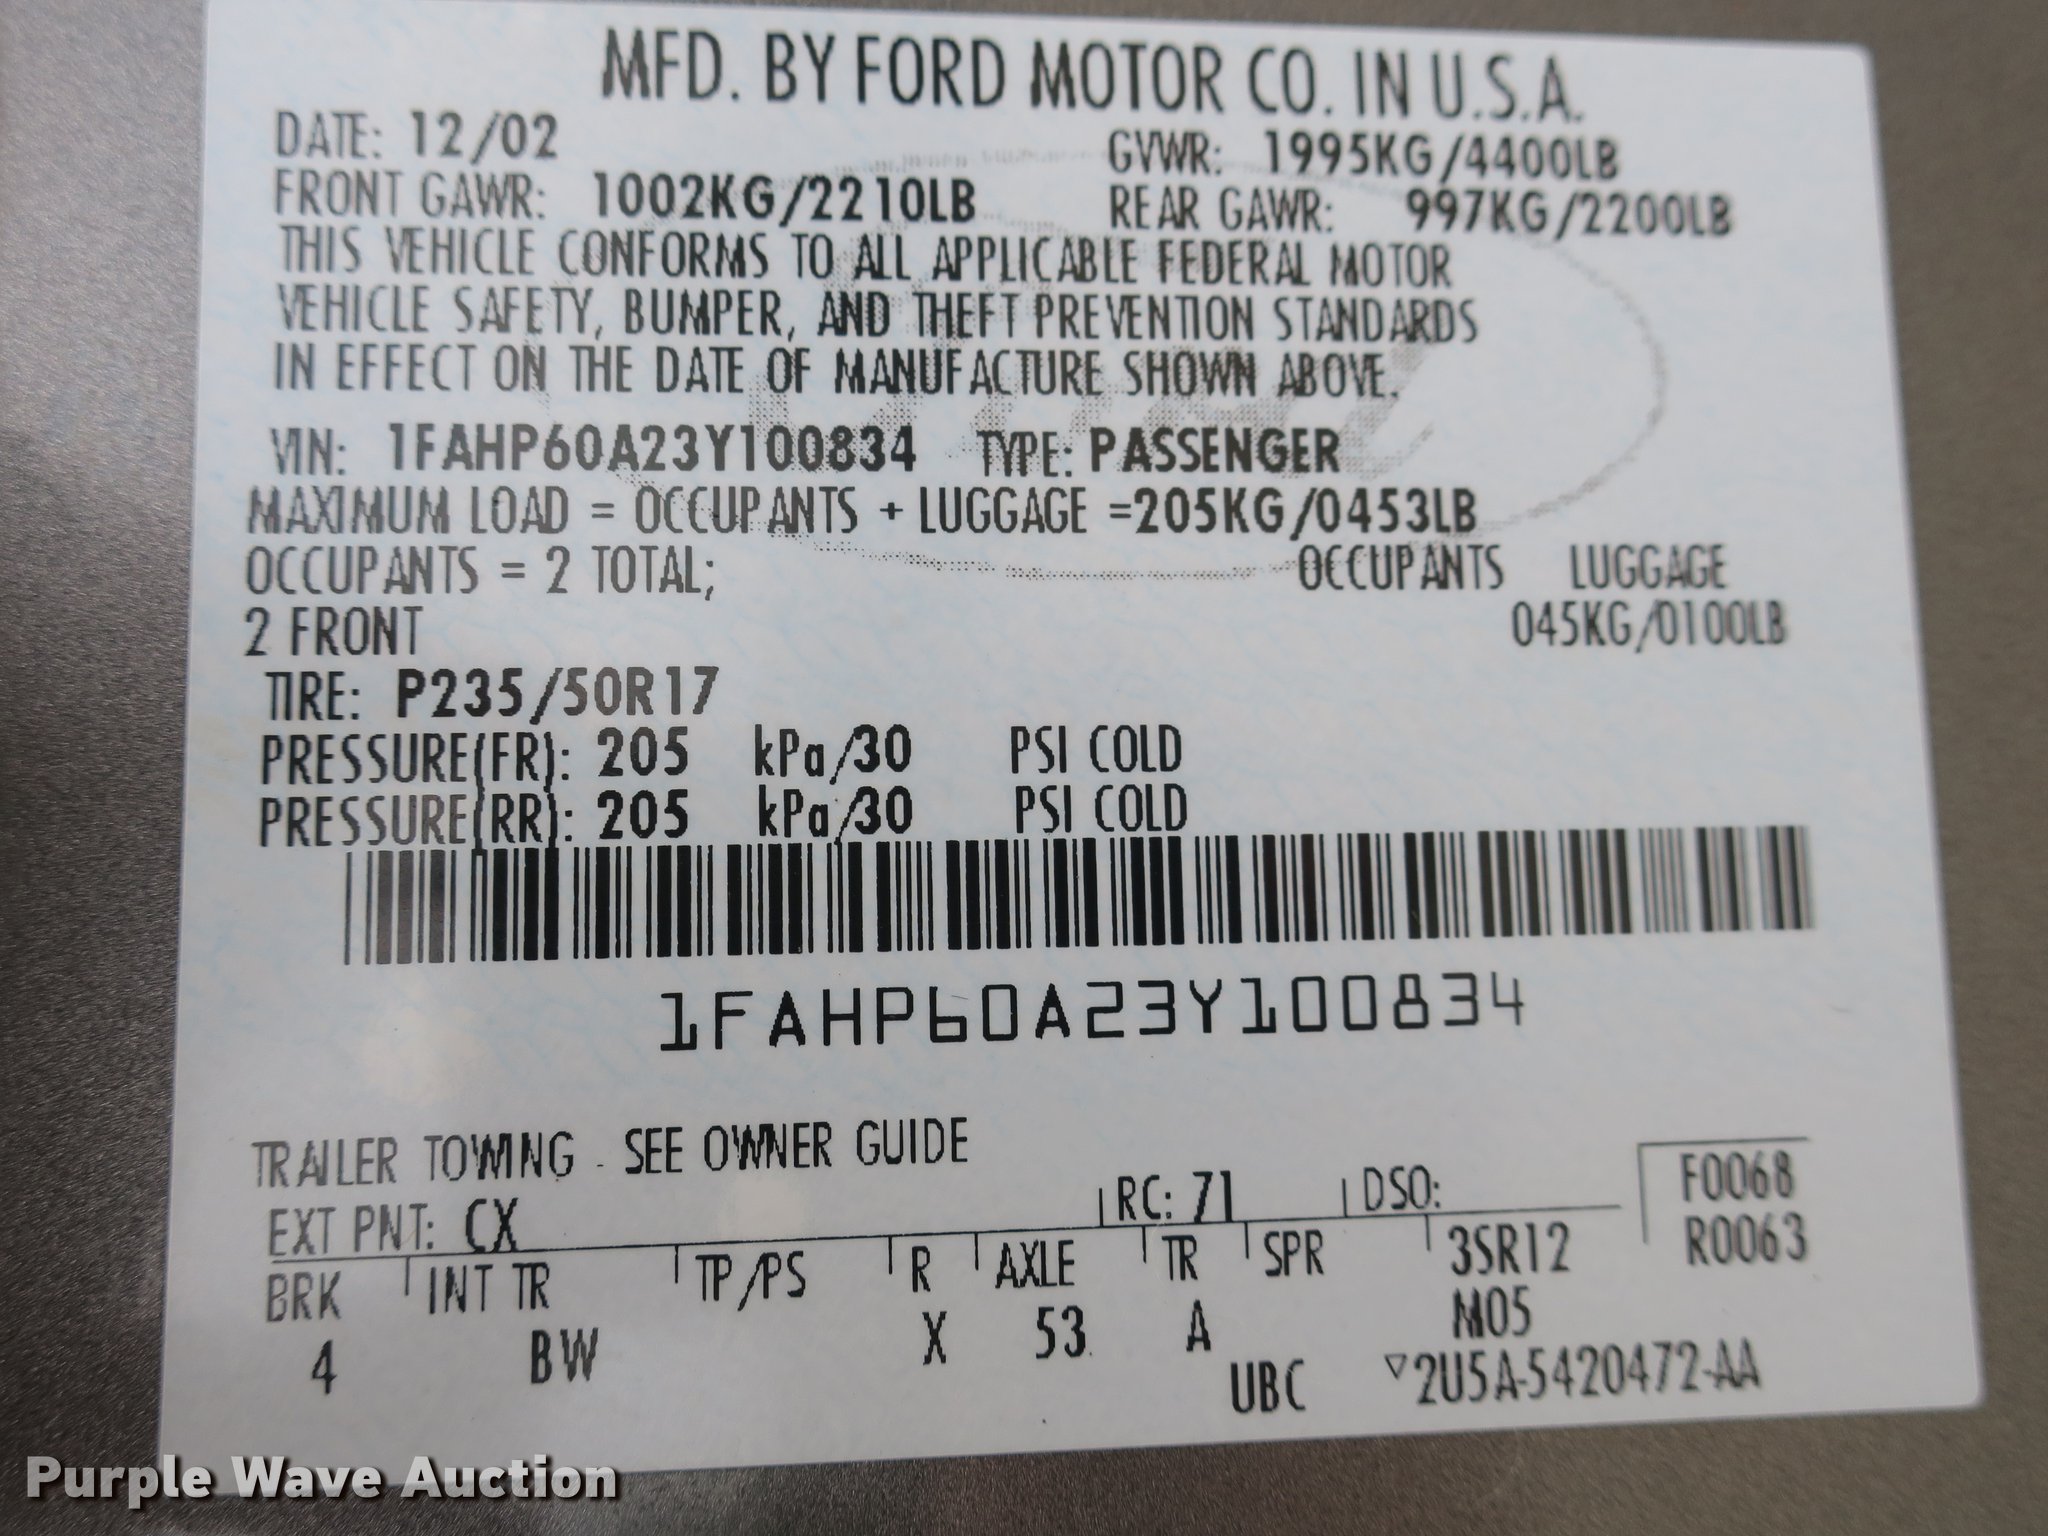 MFD. BY FORD MOTOR CO. IN U.S.A.
DATE: 12/02 GVWR: 1995KG/4400LB
FRONT GAWR: 1002KG/2210LB REAR GAWR: 997KG/2200LB
THIS VEHICLE CONFORMS TO ALL APPLICABLE FEDERAL MOTOR
VEHICLE SAFETY, BUMPER, AND THEFT PREVENTION STANDARDS
IN EFFECT ON THE DATE OF MANUFACTURE SHOWN ABOVE.
VIN: 1FAHP60A23Y100834 TYPE: PASSENGER
MAXIMUM LOAD = OCCUPANTS + LUGGAGE =205KG/0453LB
OCCUPANTS = 2 TOTAL; OCCUPANTS LUGGAGE
2 FRONT 045KG/0100LB
TIRE: P235/50R17
PRESSURE(FR): 205 kPa/30 PSI COLD
PRESSURE(RR): 205 kPa/30 PSI COLD
1FAHP60A23Y100834
TRAILER TOWING - SEE OWNER GUIDE
EXT PNT: CX RC: 71 DSO: F0068
R0063
BRK INT TR TP/PS R AXLE TR SPR 3SR12
4 BW X 53 A M05
UBC ▽2U5A-5420472-AA
Purple Wave Auction